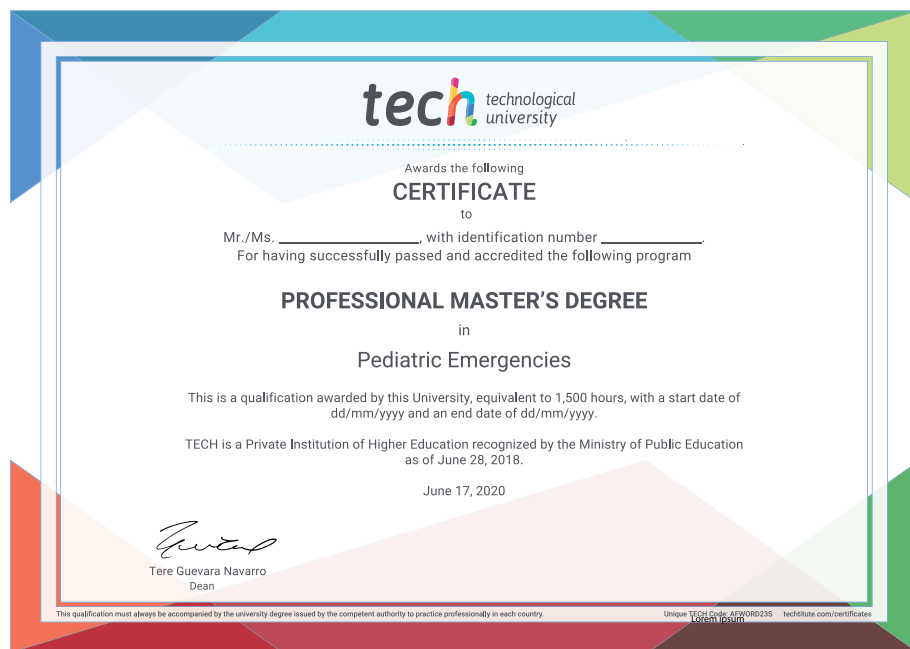 tech technological
university
Awards the following
CERTIFICATE
to
Mr./Ms. ____________________, with identification number ______________.
For having successfully passed and accredited the following program
PROFESSIONAL MASTER'S DEGREE
in
Pediatric Emergencies
This is a qualification awarded by this University, equivalent to 1,500 hours, with a start date of
dd/mm/yyyy and an end date of dd/mm/yyyy.
TECH is a Private Institution of Higher Education recognized by the Ministry of Public Education
as of June 28, 2018.
June 17, 2020
Tere Guevara Navarro
Dean
This qualification must always be accompanied by the university degree issued by the competent authority to practice professionally in each country.
Unique TECH Code: AFWORD23S techtitute.com/certificates
Lorem ipsum